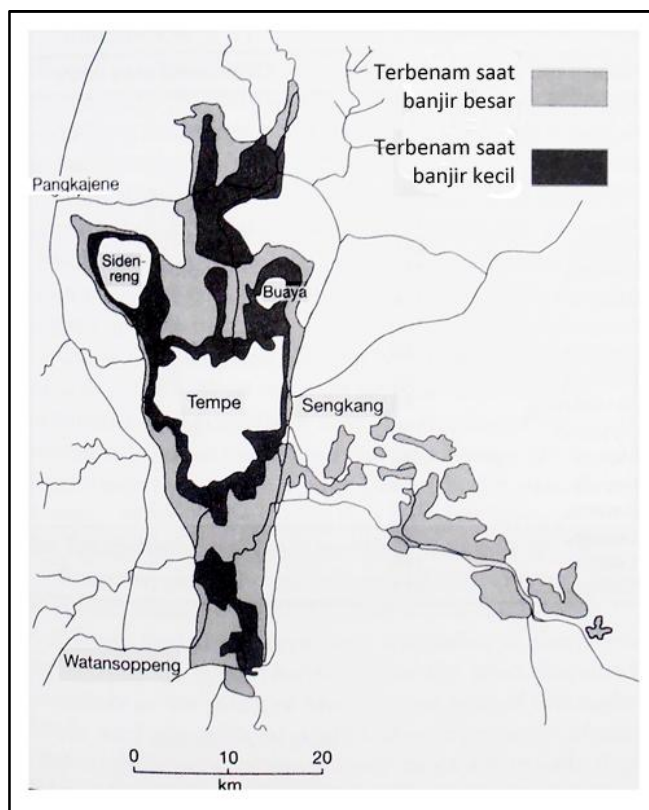 Terbenam saat
banjir besar
Terbenam saat
banjir kecil
Pangkajene
Siden-
reng
Buaya
Tempe
Sengkang
Watansoppeng
0 10 20
km